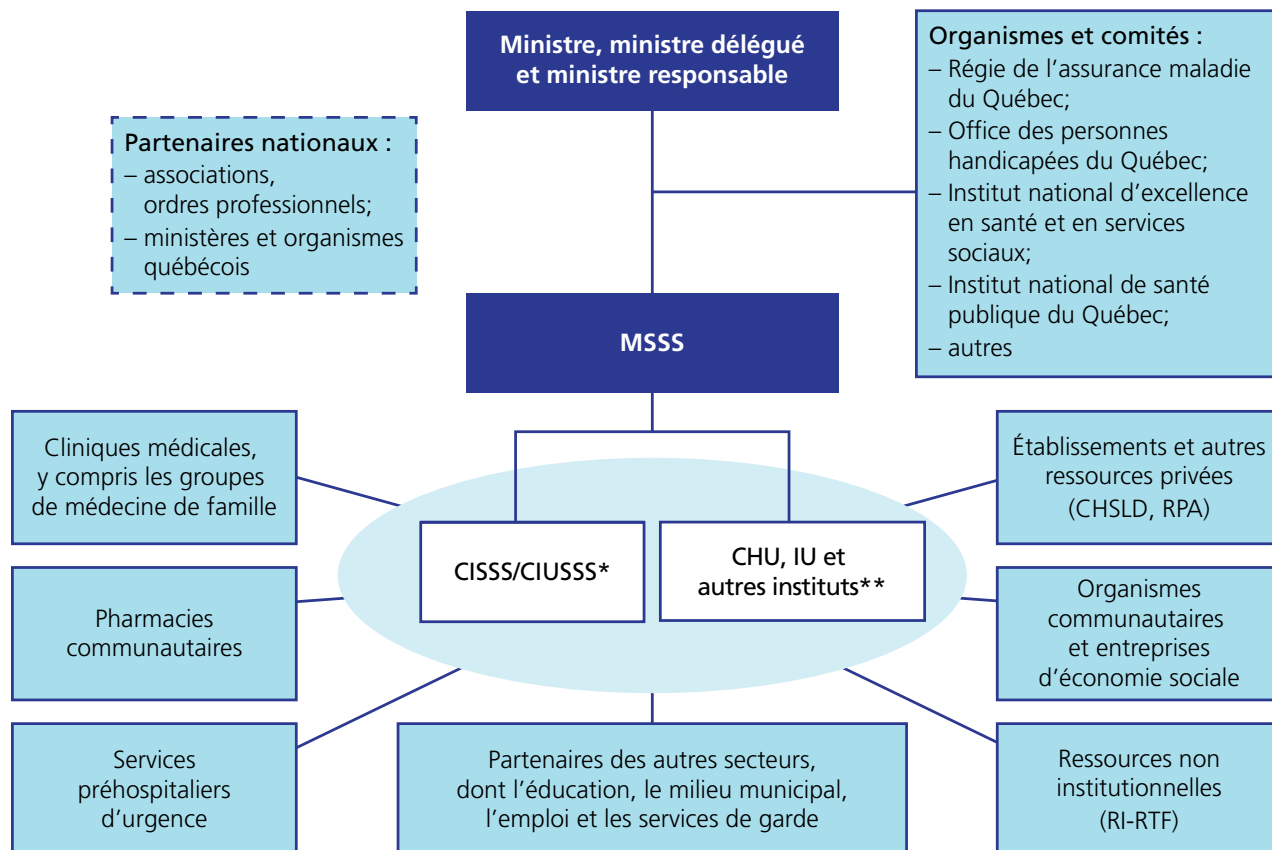 Ministre, ministre délégué
et ministre responsable
Organismes et comités :
– Régie de l’assurance maladie
du Québec;
– Office des personnes
handicapées du Québec;
– Institut national d’excellence
en santé et en services
sociaux;
– Institut national de santé
publique du Québec;
– autres
Partenaires nationaux :
– associations,
ordres professionnels;
– ministères et organismes
québécois
MSSS
Cliniques médicales,
y compris les groupes
de médecine de famille
Établissements et autres
ressources privées
(CHSLD, RPA)
CISSS/CIUSSS*
CHU, IU et
autres instituts**
Pharmacies
communautaires
Organismes
communautaires
et entreprises
d’économie sociale
Services
préhospitaliers
d’urgence
Partenaires des autres secteurs,
dont l’éducation, le milieu municipal,
l’emploi et les services de garde
Ressources non
institutionnelles
(RI-RTF)